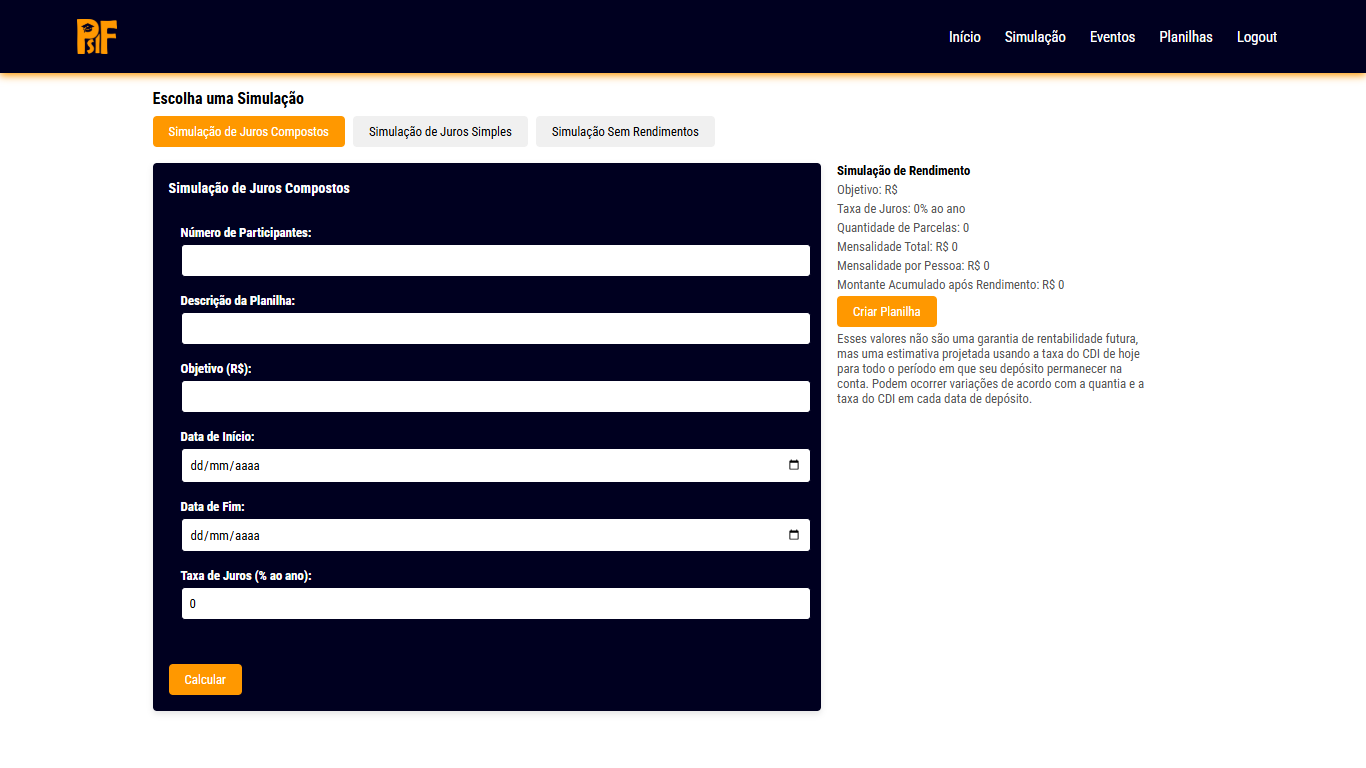 PsiF
Início Simulação Eventos Planilhas Logout
Escolha uma Simulação
Simulação de Juros Compostos Simulação de Juros Simples Simulação Sem Rendimentos
Simulação de Juros Compostos
Número de Participantes:
Descrição da Planilha:
Objetivo (R$):
Data de Início:
dd/mm/aaaa
Data de Fim:
dd/mm/aaaa
Taxa de Juros (% ao ano):
0
Calcular
Simulação de Rendimento
Objetivo: R$
Taxa de Juros: 0% ao ano
Quantidade de Parcelas: 0
Mensalidade Total: R$ 0
Mensalidade por Pessoa: R$ 0
Montante Acumulado após Rendimento: R$ 0
Criar Planilha
Esses valores não são uma garantia de rentabilidade futura,
mas uma estimativa projetada usando a taxa do CDI de hoje
para todo o período em que seu depósito permanecer na
conta. Podem ocorrer variações de acordo com a quantia e a
taxa do CDI em cada data de depósito.